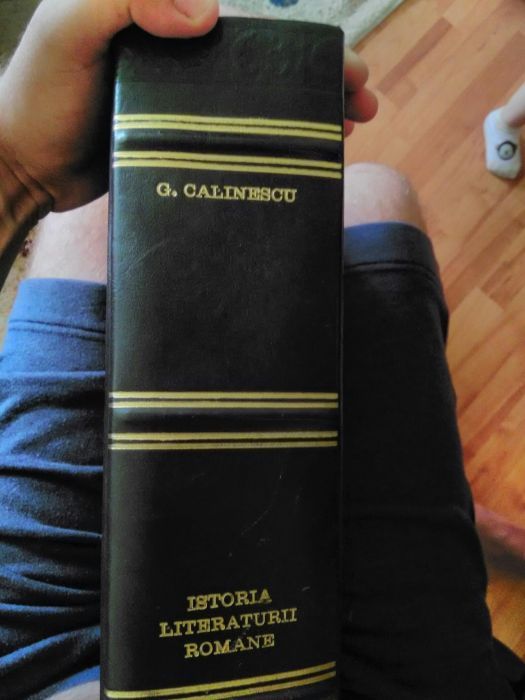 G. CALINESCU
ISTORIA
LITERATURII
ROMANE